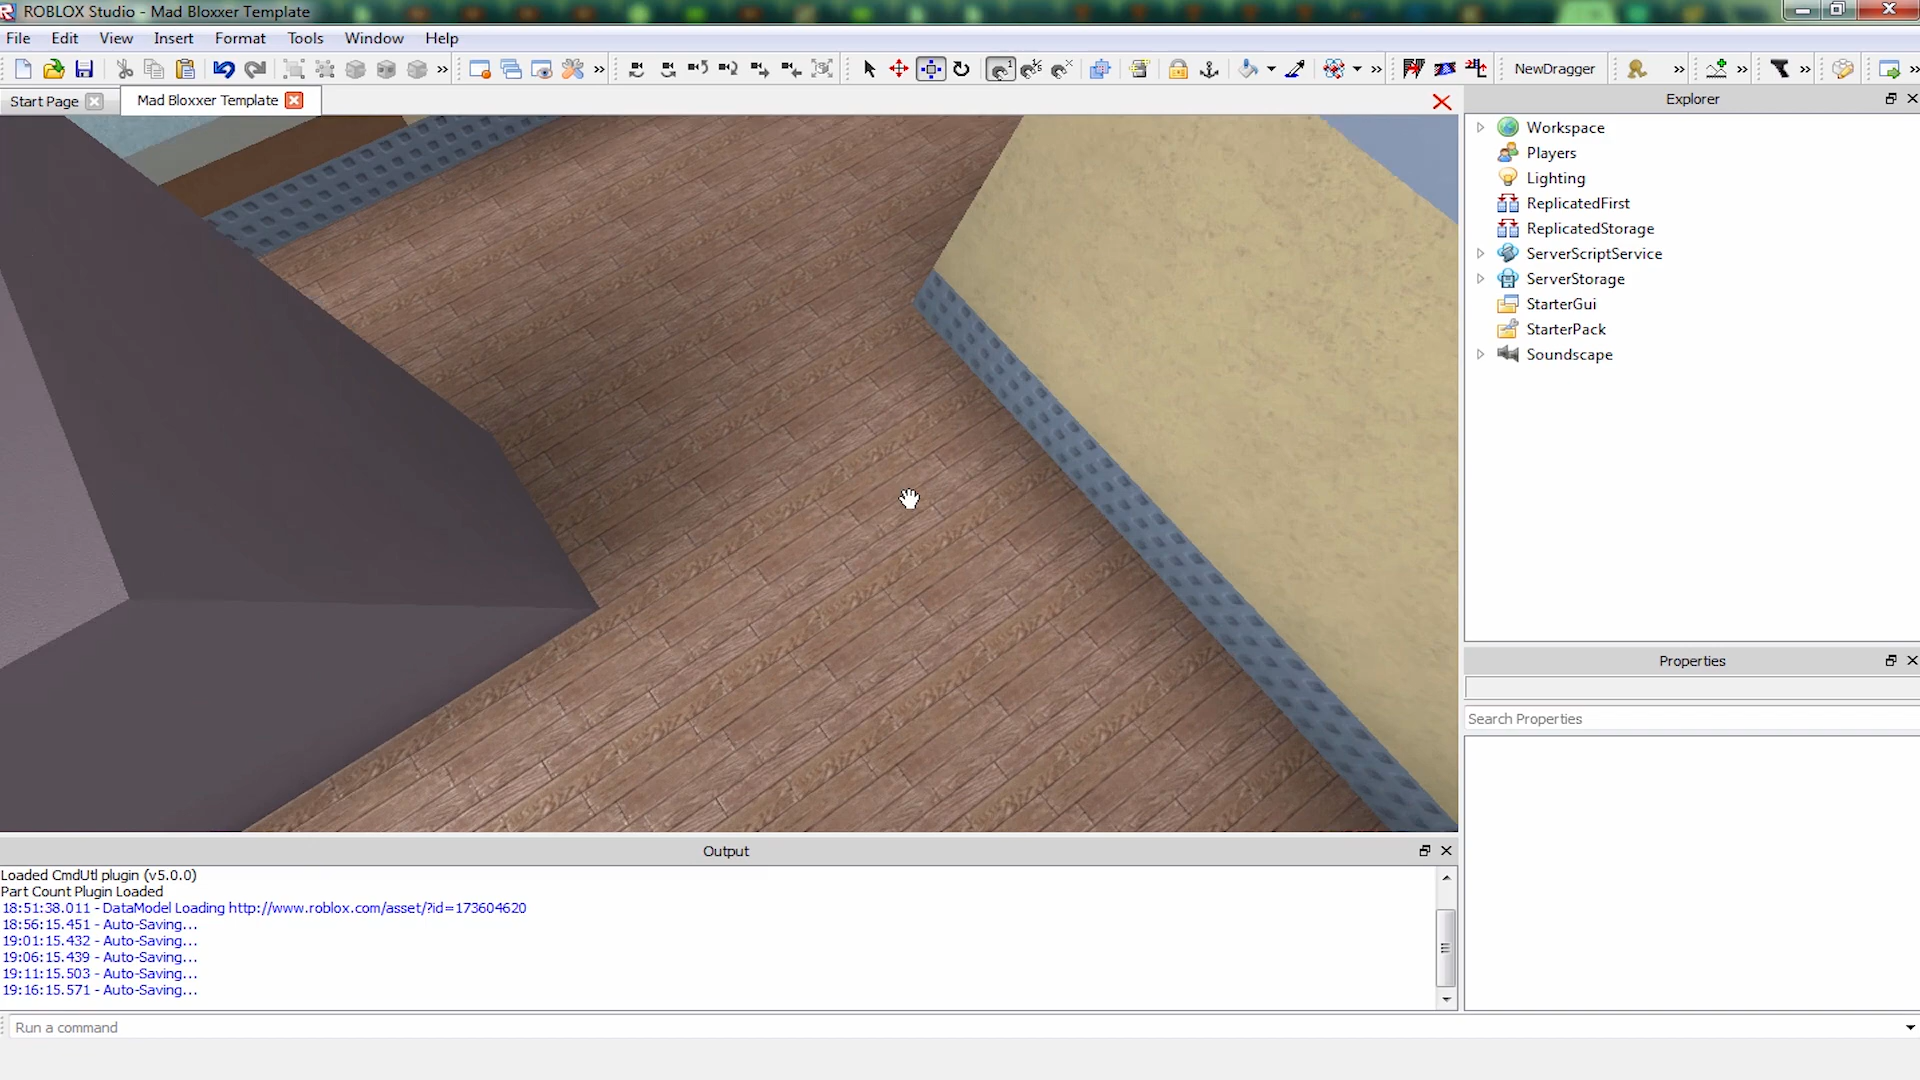 ROBLOX Studio - Mad Bloxxer Template
File Edit View Insert Format Tools Window Help
NewDragger
Start Page
Mad Bloxxer Template
Explorer
Workspace
Players
Lighting
ReplicatedFirst
ReplicatedStorage
ServerScriptService
ServerStorage
StarterGui
StarterPack
Soundscape
Properties
Search Properties
Output
Loaded CmdUtl plugin (v5.0.0)
Part Count Plugin Loaded
18:51:38.011 - DataModel Loading http://www.roblox.com/asset/?id=173604620
18:56:15.451 - Auto-Saving...
19:01:15.432 - Auto-Saving...
19:06:15.439 - Auto-Saving...
19:11:15.503 - Auto-Saving...
19:16:15.571 - Auto-Saving...
Run a command